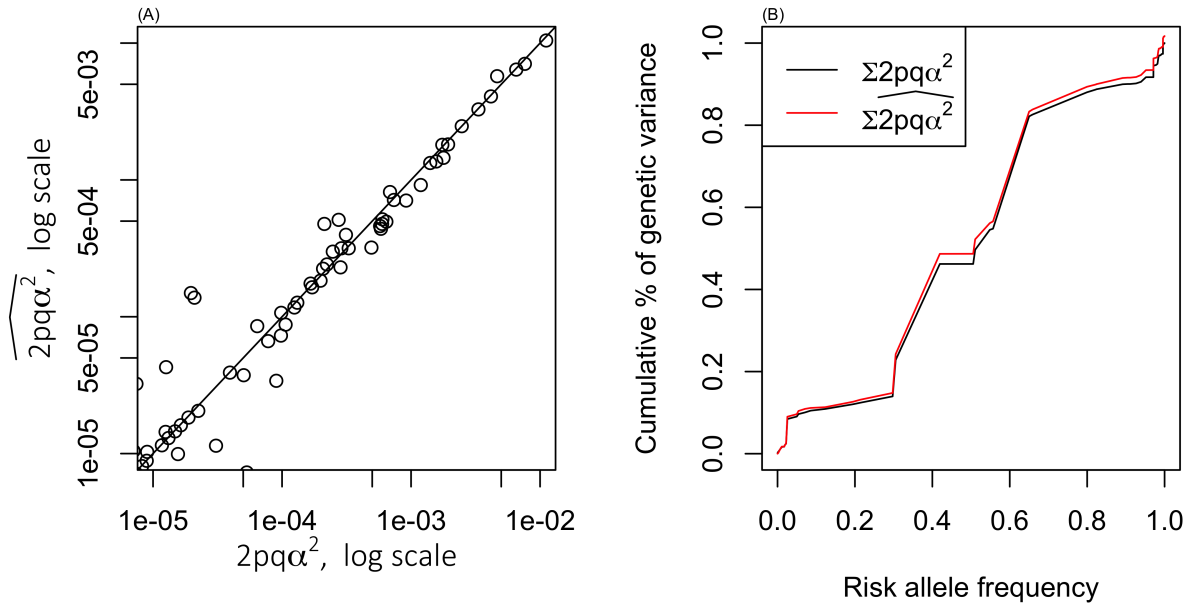 (A)
5e-03
5e-04
5e-05
1e-05
2pqα², log scale
1e-05 1e-04 1e-03 1e-02
2pqα², log scale
(B)
Σ2pqα²
Σ2pqα²
1.0
0.8
0.6
0.4
0.2
0.0
Cumulative % of genetic variance
0.0 0.2 0.4 0.6 0.8 1.0
Risk allele frequency